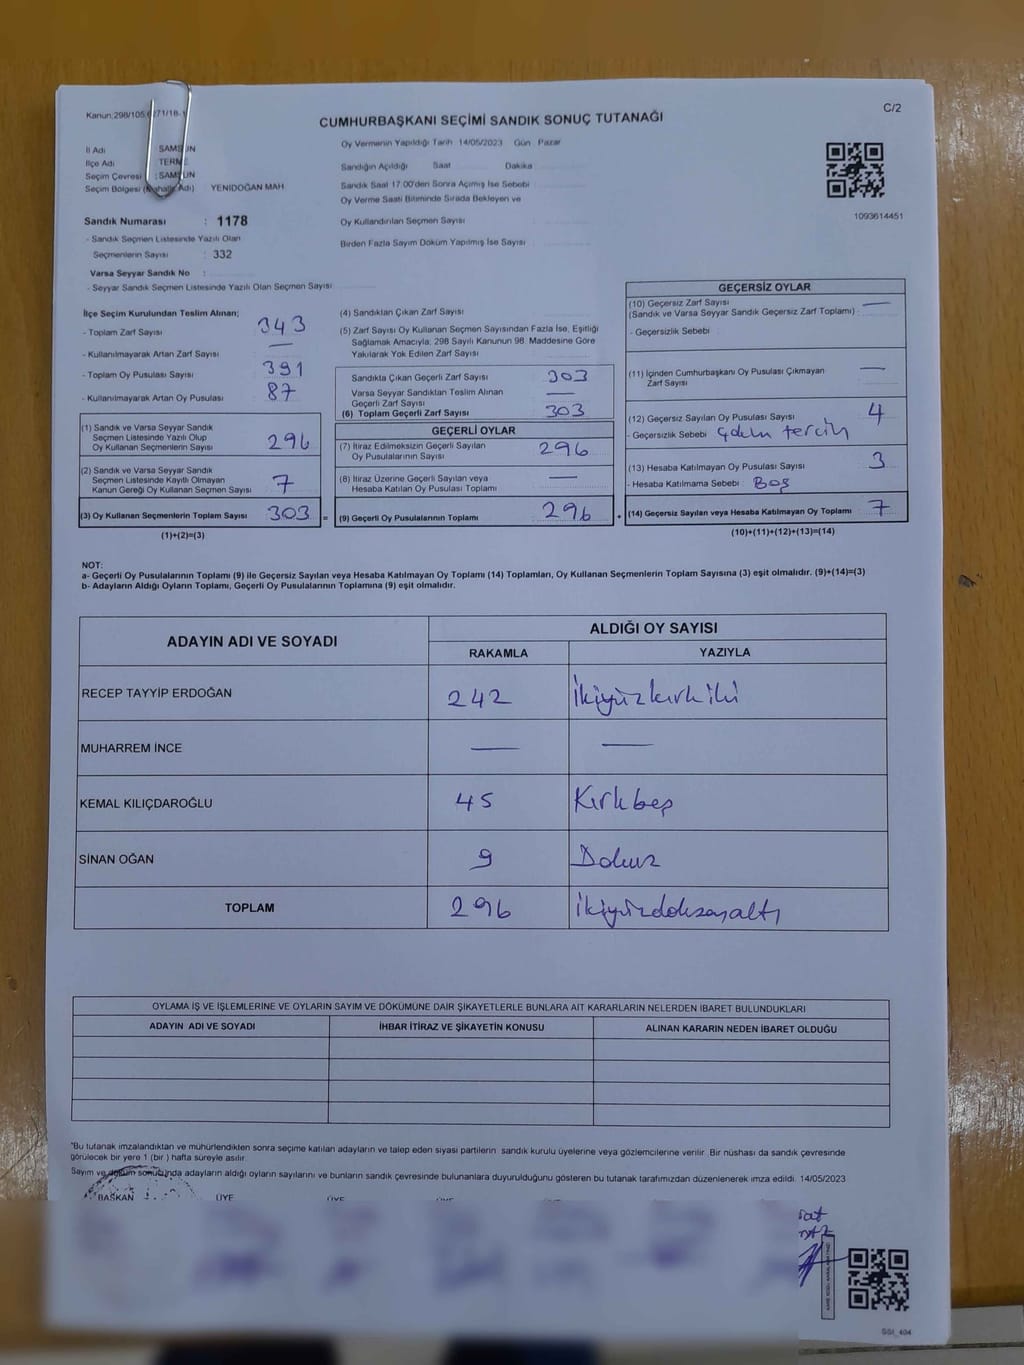 Kanun;298/105;6271/18-1
C/2
CUMHURBAŞKANI SEÇİMİ SANDIK SONUÇ TUTANAĞI
İl Adı : SAMSUN
İlçe Adı : TERME
Seçim Çevresi : SAMSUN
Seçim Bölgesi (Mahalle Adı) YENİDOĞAN MAH
Sandık Numarası : 1178
- Sandık Seçmen Listesinde Yazılı Olan
Seçmenlerin Sayısı : 332
Varsa Seyyar Sandık No :
- Seyyar Sandık Seçmen Listesinde Yazılı Olan Seçmen Sayısı
Oy Vermenin Yapıldığı Tarih 14/05/2023 Gün Pazar
Sandığın Açıldığı Saat Dakika
Sandık Saat 17.00'den Sonra Açımış İse Sebebi
Oy Verme Saati Bitiminde Sırada Bekleyen ve
Oy Kullandırılan Seçmen Sayısı
Birden Fazla Sayım Döküm Yapılmış İse Sayısı
1093614451
İlçe Seçim Kurulundan Teslim Alınan;
- Toplam Zarf Sayısı 343
- Kullanılmayarak Artan Zarf Sayısı —
- Toplam Oy Pusulası Sayısı 391
- Kullanılmayarak Artan Oy Pusulası 87
(1) Sandık ve Varsa Seyyar Sandık
Seçmen Listesinde Yazılı Olup
Oy Kullanan Seçmenlerin Sayısı 296
(2) Sandık ve Varsa Seyyar Sandık
Seçmen Listesinde Kayıtlı Olmayan
Kanun Gereği Oy Kullanan Seçmen Sayısı 7
(3) Oy Kullanan Seçmenlerin Toplam Sayısı 303 =
(1)+(2)=(3)
(4) Sandıktan Çıkan Zarf Sayısı
(5) Zarf Sayısı Oy Kullanan Seçmen Sayısından Fazla İse, Eşitliği
Sağlamak Amacıyla; 298 Sayılı Kanunun 98. Maddesine Göre
Yakılarak Yok Edilen Zarf Sayısı
Sandıkta Çıkan Geçerli Zarf Sayısı 303
Varsa Seyyar Sandıktan Teslim Alınan
Geçerli Zarf Sayısı —
(6) Toplam Geçerli Zarf Sayısı 303
GEÇERLİ OYLAR
(7) İtiraz Edilmeksizin Geçerli Sayılan
Oy Pusulalarının Sayısı 296
(8) İtiraz Üzerine Geçerli Sayılan veya
Hesaba Katılan Oy Pusulası Toplamı —
(9) Geçerli Oy Pusulalarının Toplamı 296 +
GEÇERSİZ OYLAR
(10) Geçersiz Zarf Sayısı —
(Sandık ve Varsa Seyyar Sandık Geçersiz Zarf Toplamı) :
- Geçersizlik Sebebi
(11) İçinden Cumhurbaşkanı Oy Pusulası Çıkmayan —
Zarf Sayısı
(12) Geçersiz Sayılan Oy Pusulası Sayısı 4
- Geçersizlik Sebebi tercih
(13) Hesaba Katılmayan Oy Pusulası Sayısı 3
- Hesaba Katılmama Sebebi : Boş
(14) Geçersiz Sayılan veya Hesaba Katılmayan Oy Toplamı 7
(10)+(11)+(12)+(13)=(14)
NOT:
a- Geçerli Oy Pusulalarının Toplamı (9) ile Geçersiz Sayılan veya Hesaba Katılmayan Oy Toplamı (14) Toplamları, Oy Kullanan Seçmenlerin Toplam Sayısına (3) eşit olmalıdır. (9)+(14)=(3)
b- Adayların Aldığı Oyların Toplamı, Geçerli Oy Pusulalarının Toplamına (9) eşit olmalıdır.
ADAYIN ADI VE SOYADI
ALDIĞI OY SAYISI
RAKAMLA YAZIYLA
RECEP TAYYİP ERDOĞAN 242 İkiyüzkırkiki
MUHARREM İNCE — —
KEMAL KILIÇDAROĞLU 45 Kırkbeş
SİNAN OĞAN 9 Dokuz
TOPLAM 296 İkiyüzdoksanaltı
OYLAMA İŞ VE İŞLEMLERİNE VE OYLARIN SAYIM VE DÖKÜMÜNE DAİR ŞİKAYETLERLE BUNLARA AİT KARARLARIN NELERDEN İBARET BULUNDUKLARI
ADAYIN ADI VE SOYADI İHBAR İTİRAZ VE ŞİKAYETİN KONUSU ALINAN KARARIN NEDEN İBARET OLDUĞU
"Bu tutanak imzalandıktan ve mühürlendikten sonra seçime katılan adayların ve talep eden siyasi partilerin sandık kurulu üyelerine veya gözlemcilerine verilir. Bir nüshası da sandık çevresinde
görülecek bir yere 1 (bir ) hafta süreyle asılır.
Sayım ve döküm sonucunda adayların aldığı oyların sayılarını ve bunların sandık çevresinde bulunanlara duyurulduğunu gösteren bu tutanak tarafımızdan düzenlenerek imza edildi. 14/05/2023
BAŞKAN ÜYE ÜYE
SSI_404